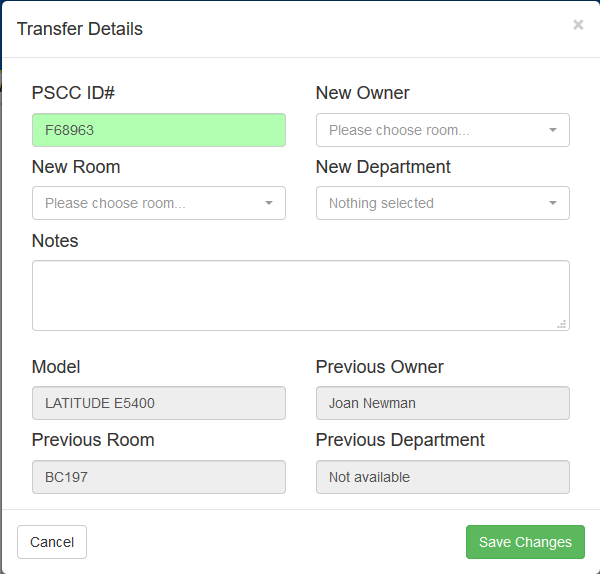 Transfer Details
×
PSCC ID#
New Owner
F68963
Please choose room...
New Room
New Department
Please choose room...
Nothing selected
Notes
Model
Previous Owner
LATITUDE E5400
Joan Newman
Previous Room
Previous Department
BC197
Not available
Cancel
Save Changes